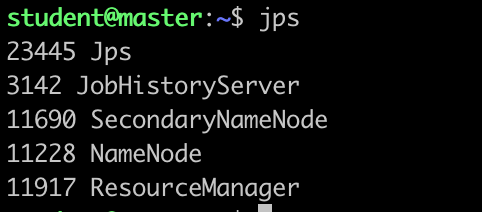 student@master:~$ jps
23445 Jps
3142 JobHistoryServer
11690 SecondaryNameNode
11228 NameNode
11917 ResourceManager